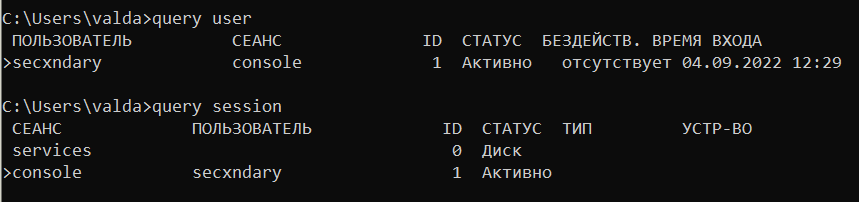 C:\Users\valda>query user
ПОЛЬЗОВАТЕЛЬ СЕАНС ID СТАТУС БЕЗДЕЙСТВ. ВРЕМЯ ВХОДА
>secxndary console 1 Активно отсутствует 04.09.2022 12:29
C:\Users\valda>query session
СЕАНС ПОЛЬЗОВАТЕЛЬ ID СТАТУС ТИП УСТР-ВО
services 0 Диск
>console secxndary 1 Активно